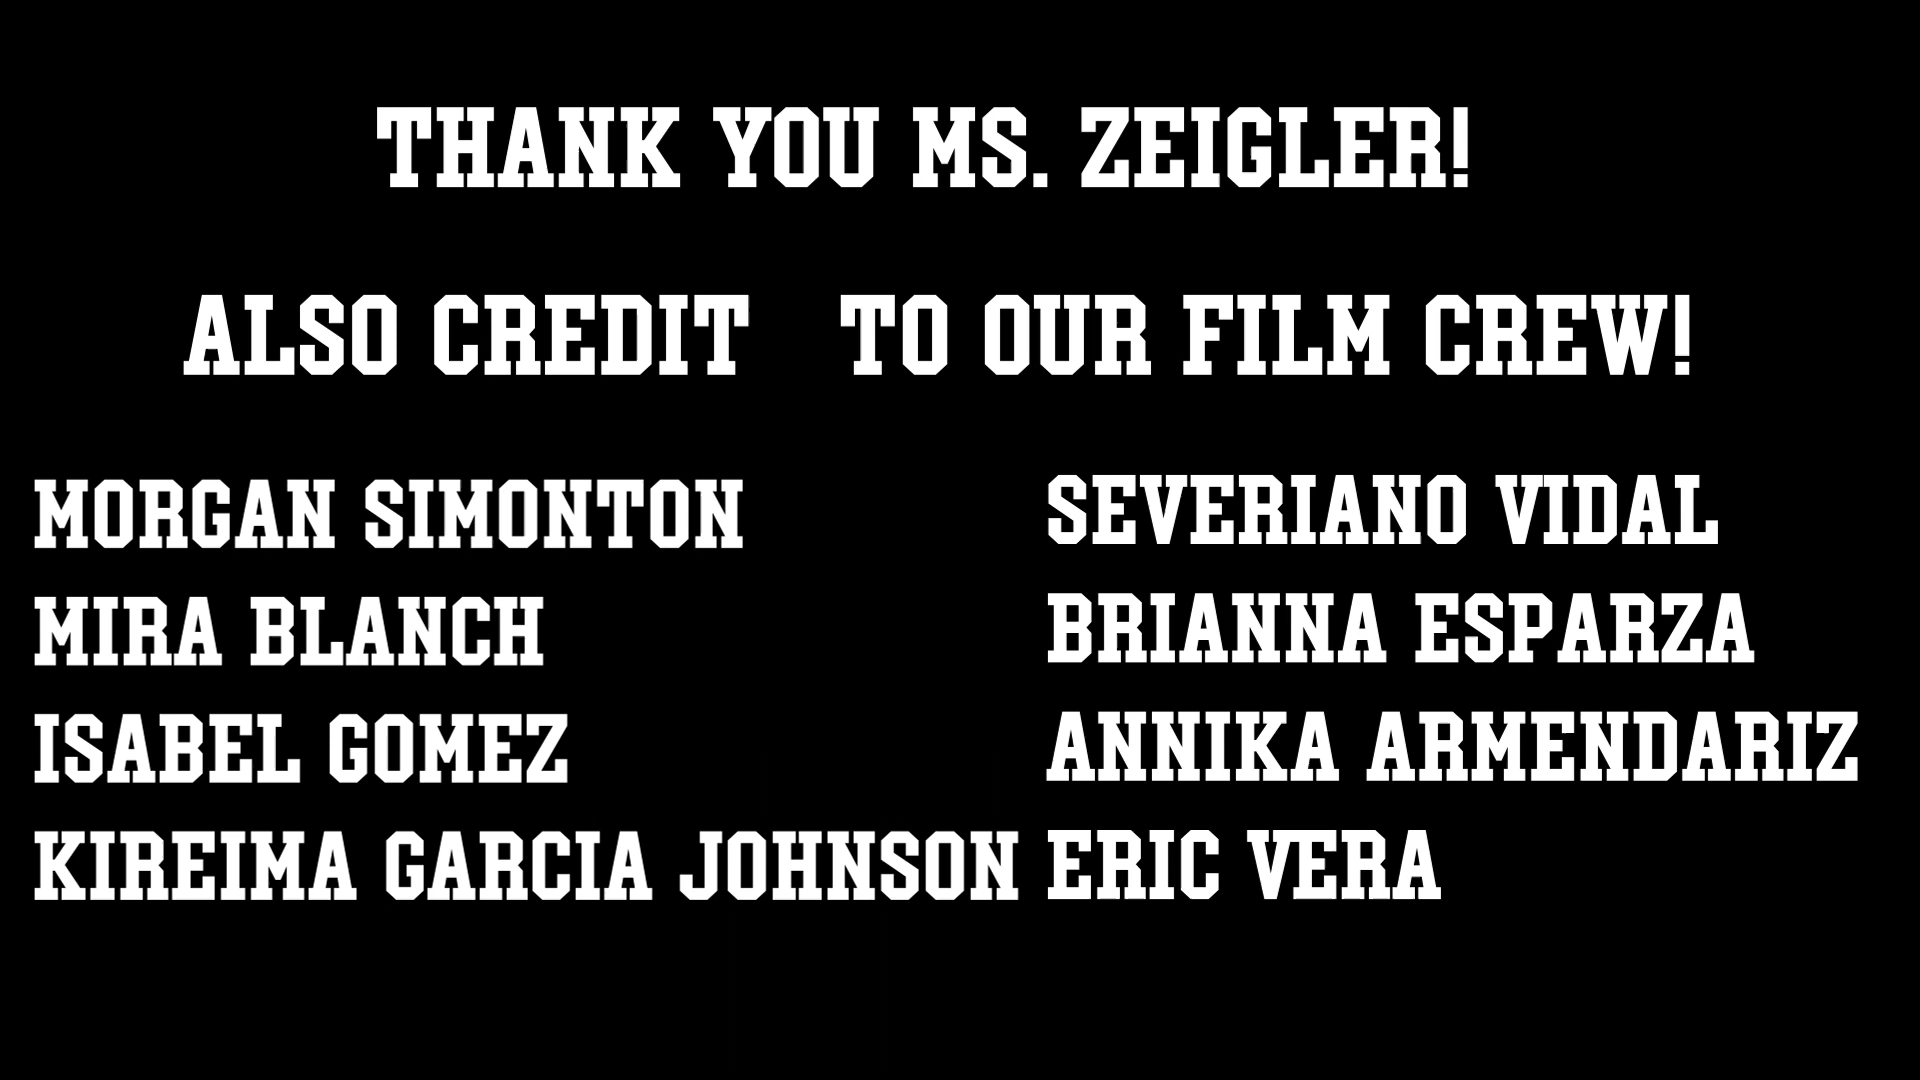 THANK YOU MS. ZEIGLER!
ALSO CREDIT TO OUR FILM CREW!
MORGAN SIMONTON
MIRA BLANCH
ISABEL GOMEZ
KIREIMA GARCIA JOHNSON
SEVERIANO VIDAL
BRIANNA ESPARZA
ANNIKA ARMENDARIZ
ERIC VERA